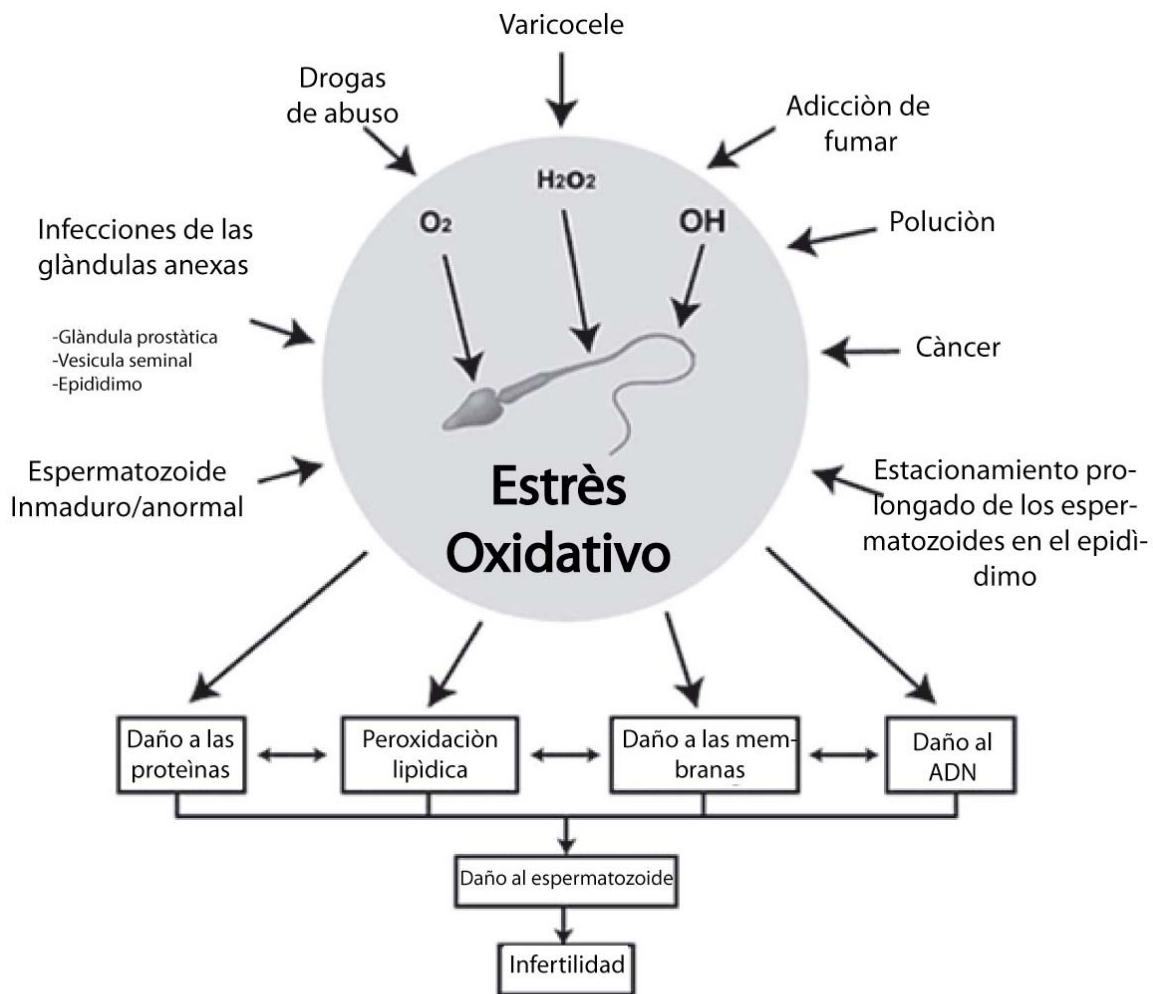 Varicocele
Drogas
de abuso
Adicciòn de
fumar
H2O2
O2
OH
Infecciones de las
glàndulas anexas
Poluciòn
-Glàndula prostàtica
-Vesicula seminal
-Epidìdimo
Càncer
Espermatozoide
Inmaduro/anormal
Estrès
Oxidativo
Estacionamiento pro-
longado de los esper-
matozoides en el epidì-
dimo
Daño a las
proteìnas
Peroxidaciòn
lipìdica
Daño a las mem-
branas
Daño al
ADN
Daño al espermatozoide
Infertilidad